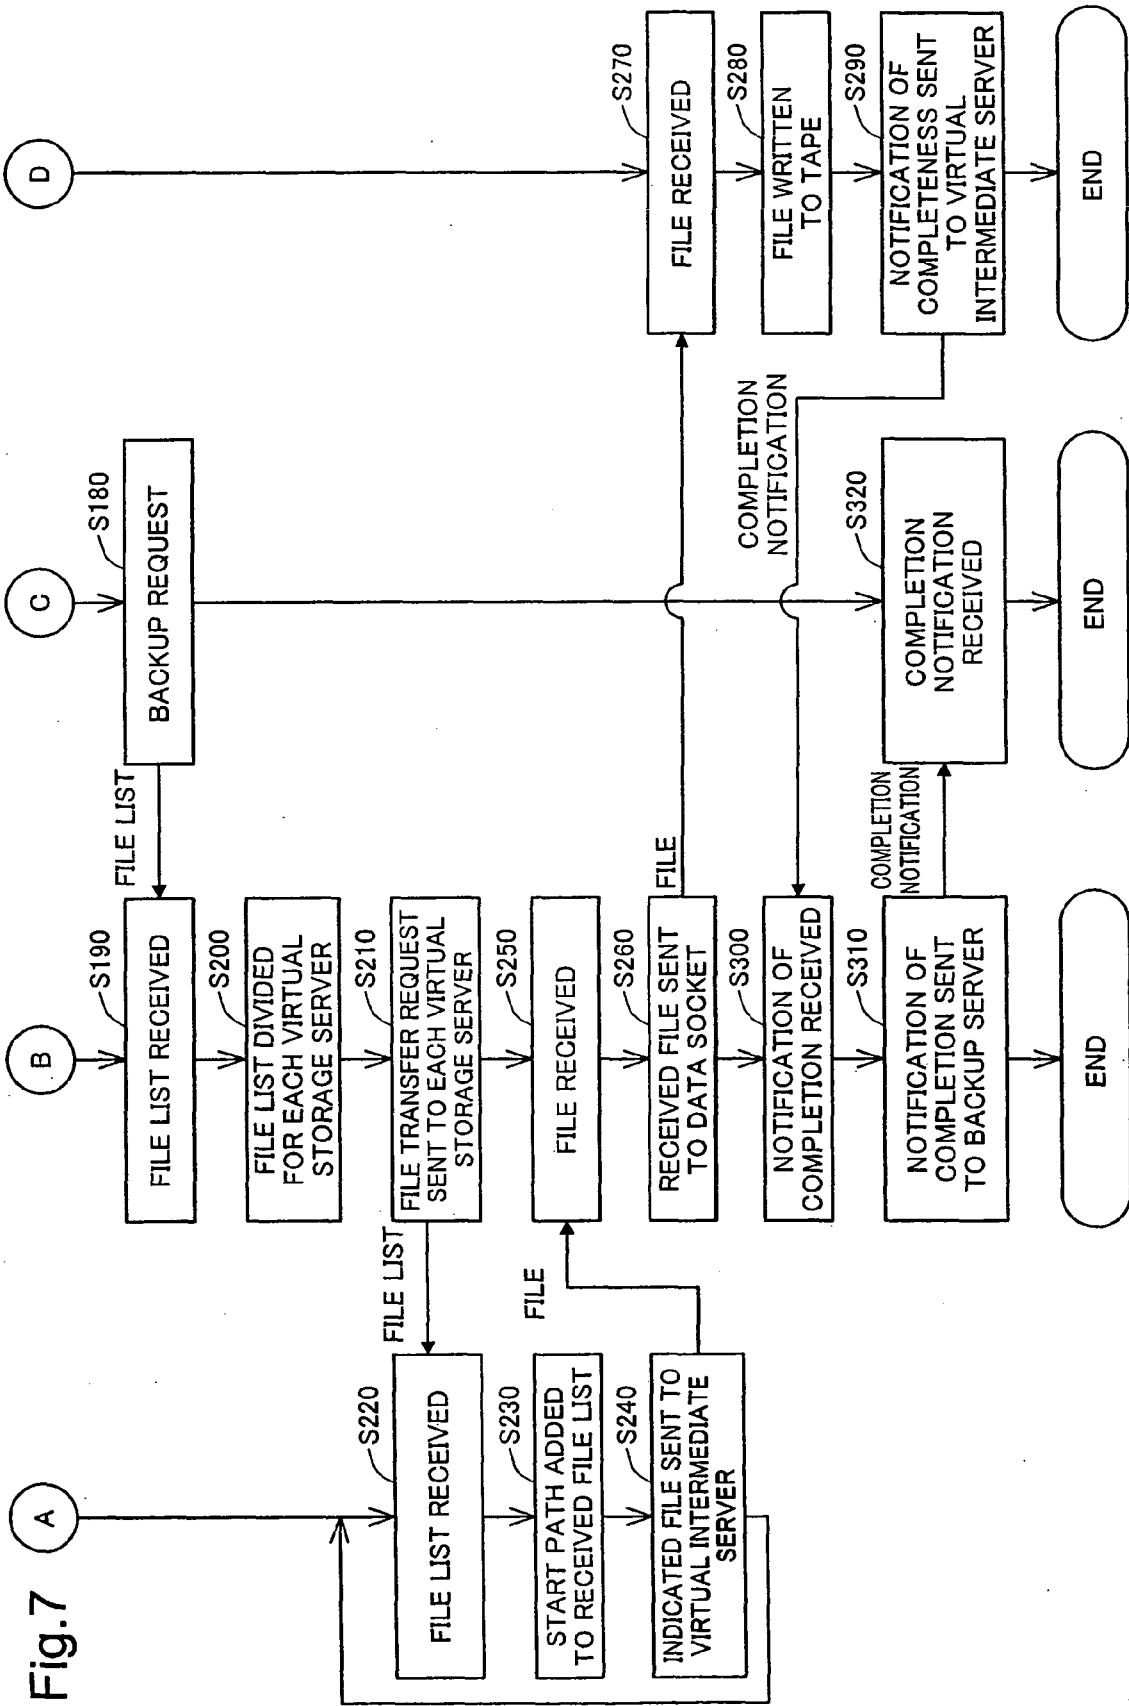 Fig.7
A
B
C
D
S180
BACKUP REQUEST
FILE LIST
S190
FILE LIST RECEIVED
S200
FILE LIST DIVIDED
FOR EACH VIRTUAL
STORAGE SERVER
S210
FILE TRANSFER REQUEST
SENT TO EACH VIRTUAL
STORAGE SERVER
FILE LIST
S220
FILE LIST RECEIVED
S230
START PATH ADDED
TO RECEIVED FILE LIST
S240
INDICATED FILE SENT TO
VIRTUAL INTERMEDIATE
SERVER
FILE
S250
FILE RECEIVED
S260
RECEIVED FILE SENT
TO DATA SOCKET
FILE
S270
FILE RECEIVED
S280
FILE WRITTEN
TO TAPE
S290
NOTIFICATION OF
COMPLETENESS SENT
TO VIRTUAL
INTERMEDIATE SERVER
COMPLETION
NOTIFICATION
S300
NOTIFICATION OF
COMPLETION RECEIVED
S310
NOTIFICATION OF
COMPLETION SENT
TO BACKUP SERVER
COMPLETION
NOTIFICATION
S320
COMPLETION
NOTIFICATION
RECEIVED
END
END
END